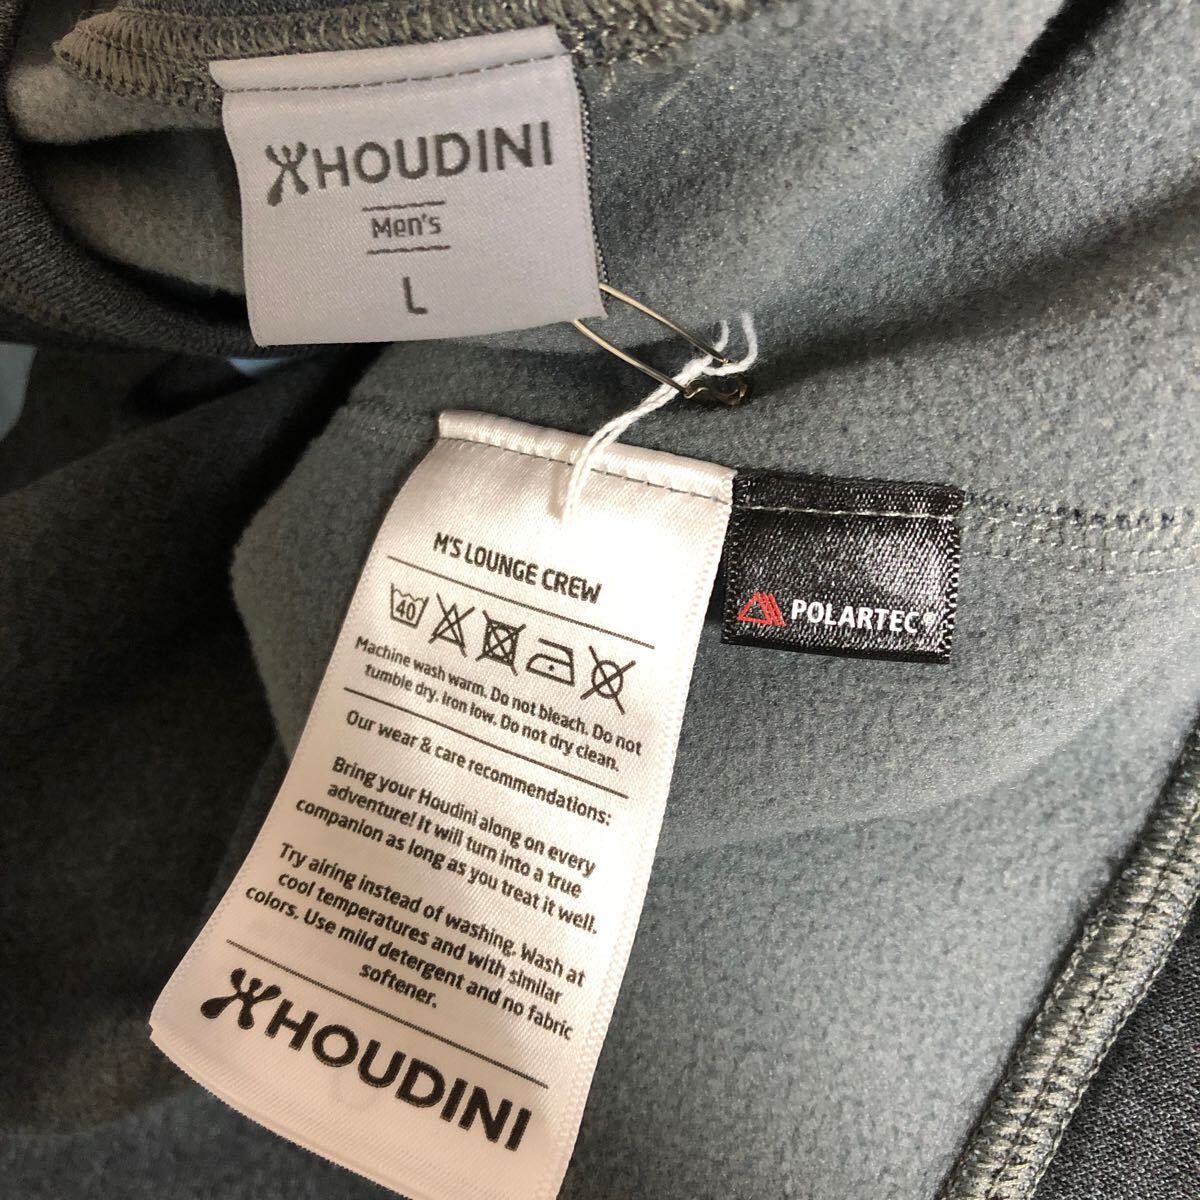 HOUDINI
Men's
L
M'S LOUNGE CREW
40
Machine wash warm. Do not bleach. Do not
tumble dry. Iron low. Do not dry clean.
Our wear & care recommendations:
Bring your Houdini along on every
adventure! It will turn into a true
companion as long as you treat it well.
Try airing instead of washing. Wash at
cool temperatures and with similar
colors. Use mild detergent and no fabric
softener.
HOUDINI
POLARTEC®